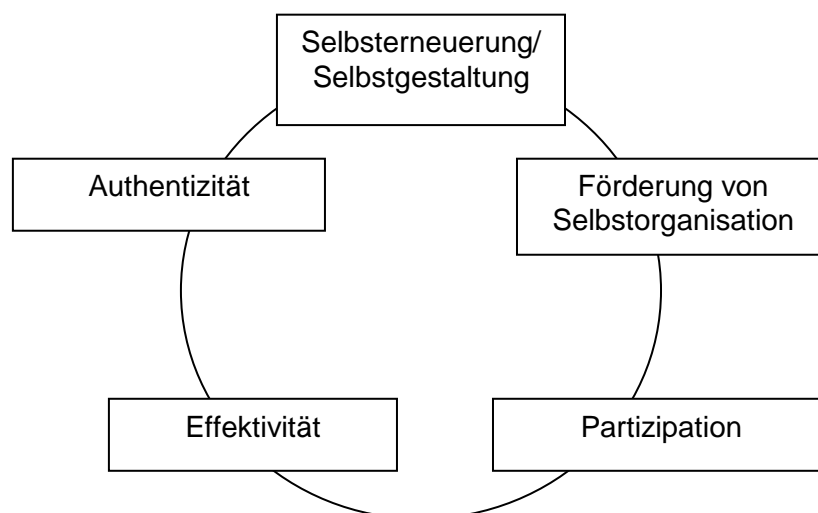 Selbsterneuerung/
Selbstgestaltung
Authentizität
Förderung von
Selbstorganisation
Effektivität
Partizipation